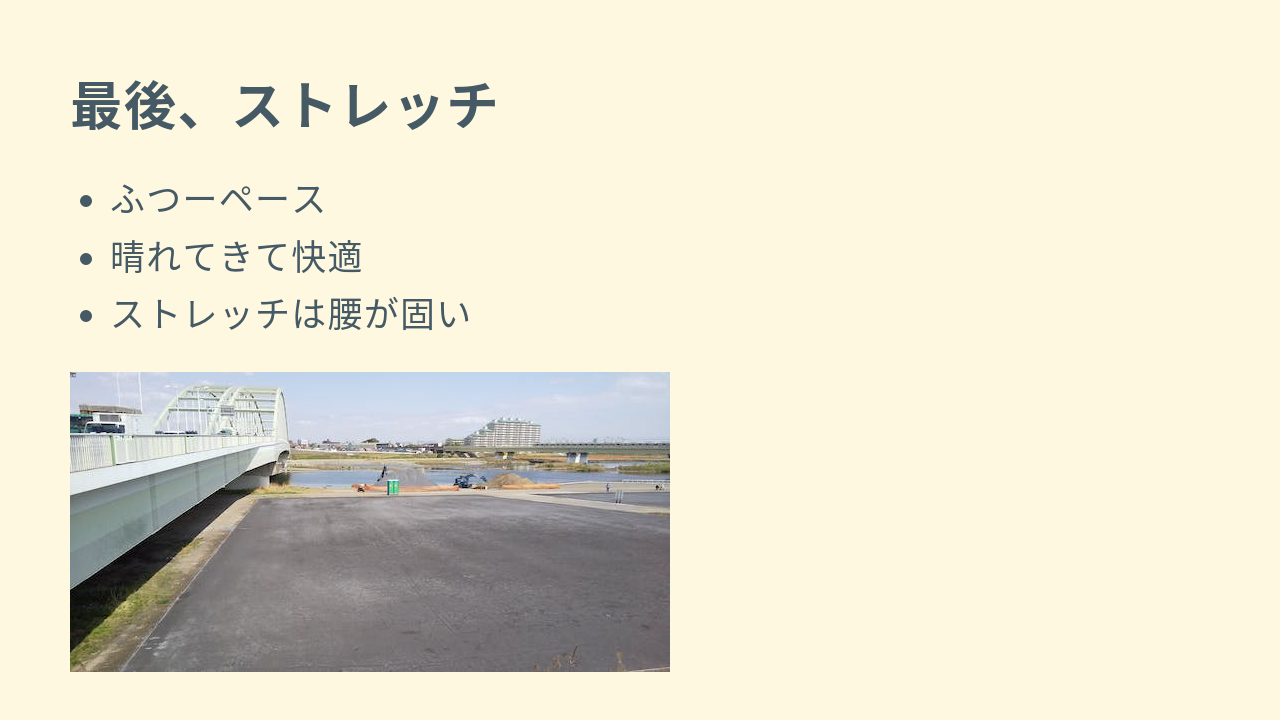 最後、ストレッチ
ふつーペース
晴れてきて快適
ストレッチは腰が固い